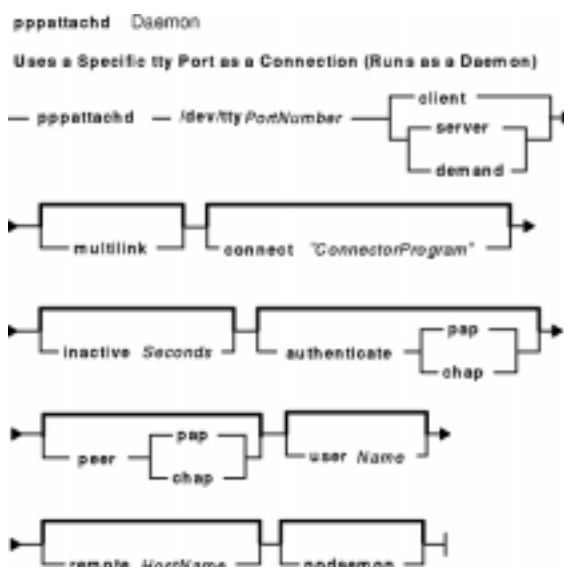 pppattachd Daemon
Uses a Specific tty Port as a Connection (Runs as a Daemon)
client
pppattachd /dev/tty PortNumber server
demand
multilink connect "ConnectorProgram"
pap
inactive Seconds authenticate
chap
pap
peer user Name
chap
remote HostName nodaemon